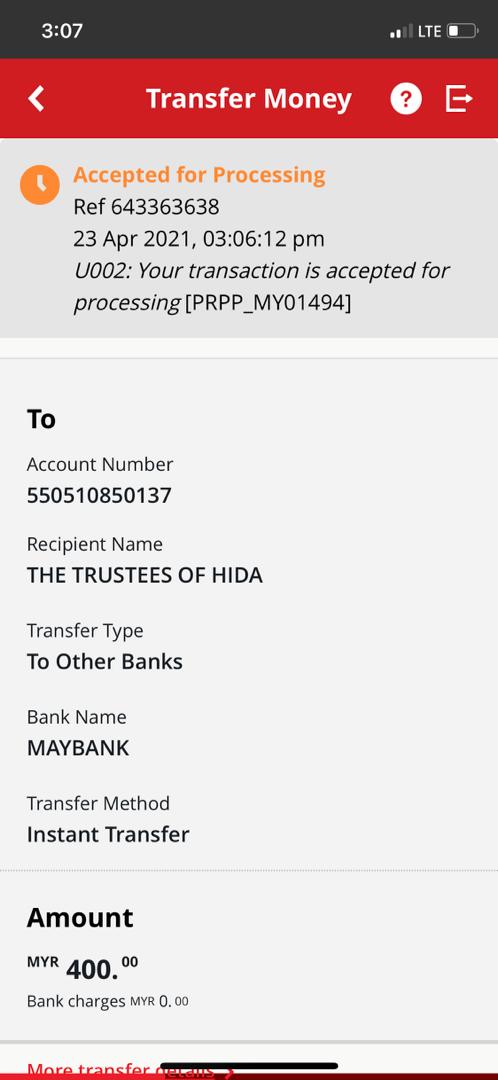 3:07
LTE
Transfer Money
?
Accepted for Processing
Ref 643363638
23 Apr 2021, 03:06:12 pm
U002: Your transaction is accepted for
processing [PRPP_MY01494]
To
Account Number
550510850137
Recipient Name
THE TRUSTEES OF HIDA
Transfer Type
To Other Banks
Bank Name
MAYBANK
Transfer Method
Instant Transfer
Amount
MYR 400.00
Bank charges MYR 0.00
More transfer details